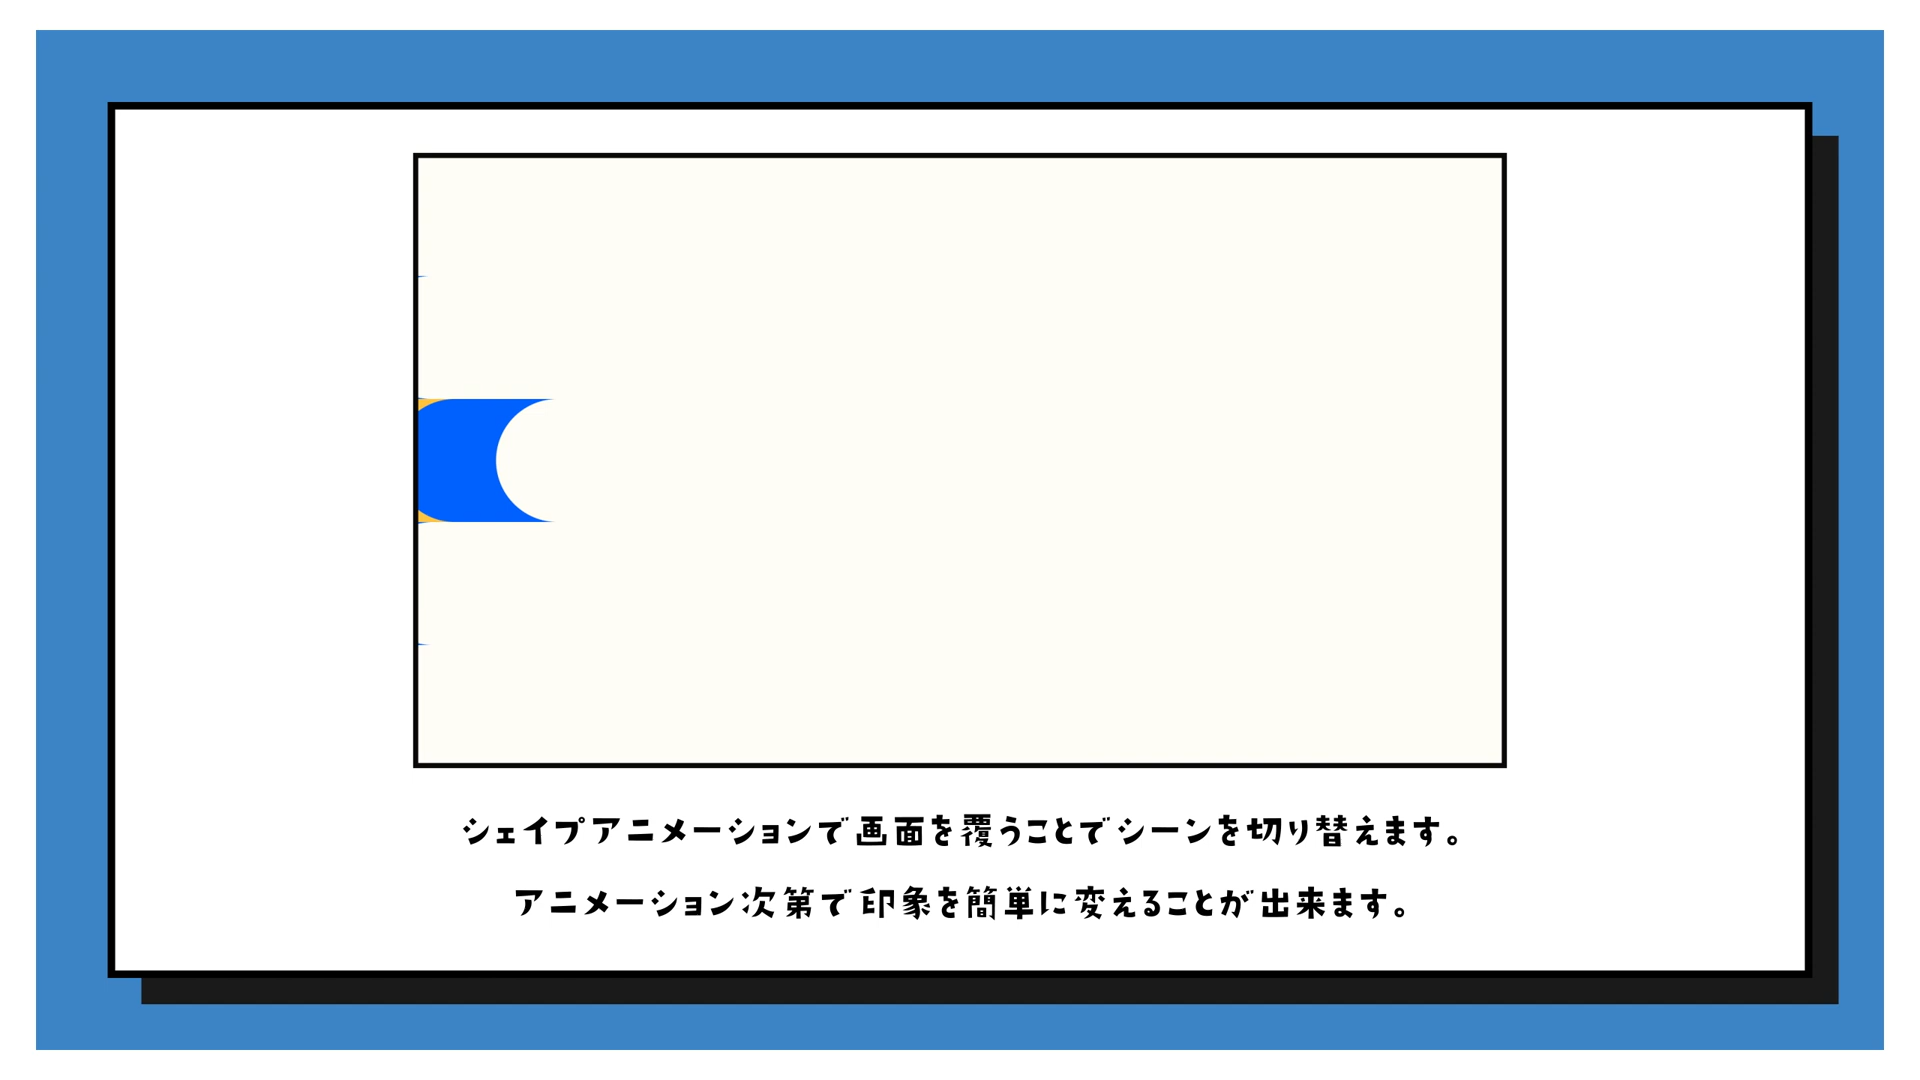 シェイプアニメーションで画面を覆うことでシーンを切り替えます。
アニメーション次第で印象を簡単に変えることが出来ます。